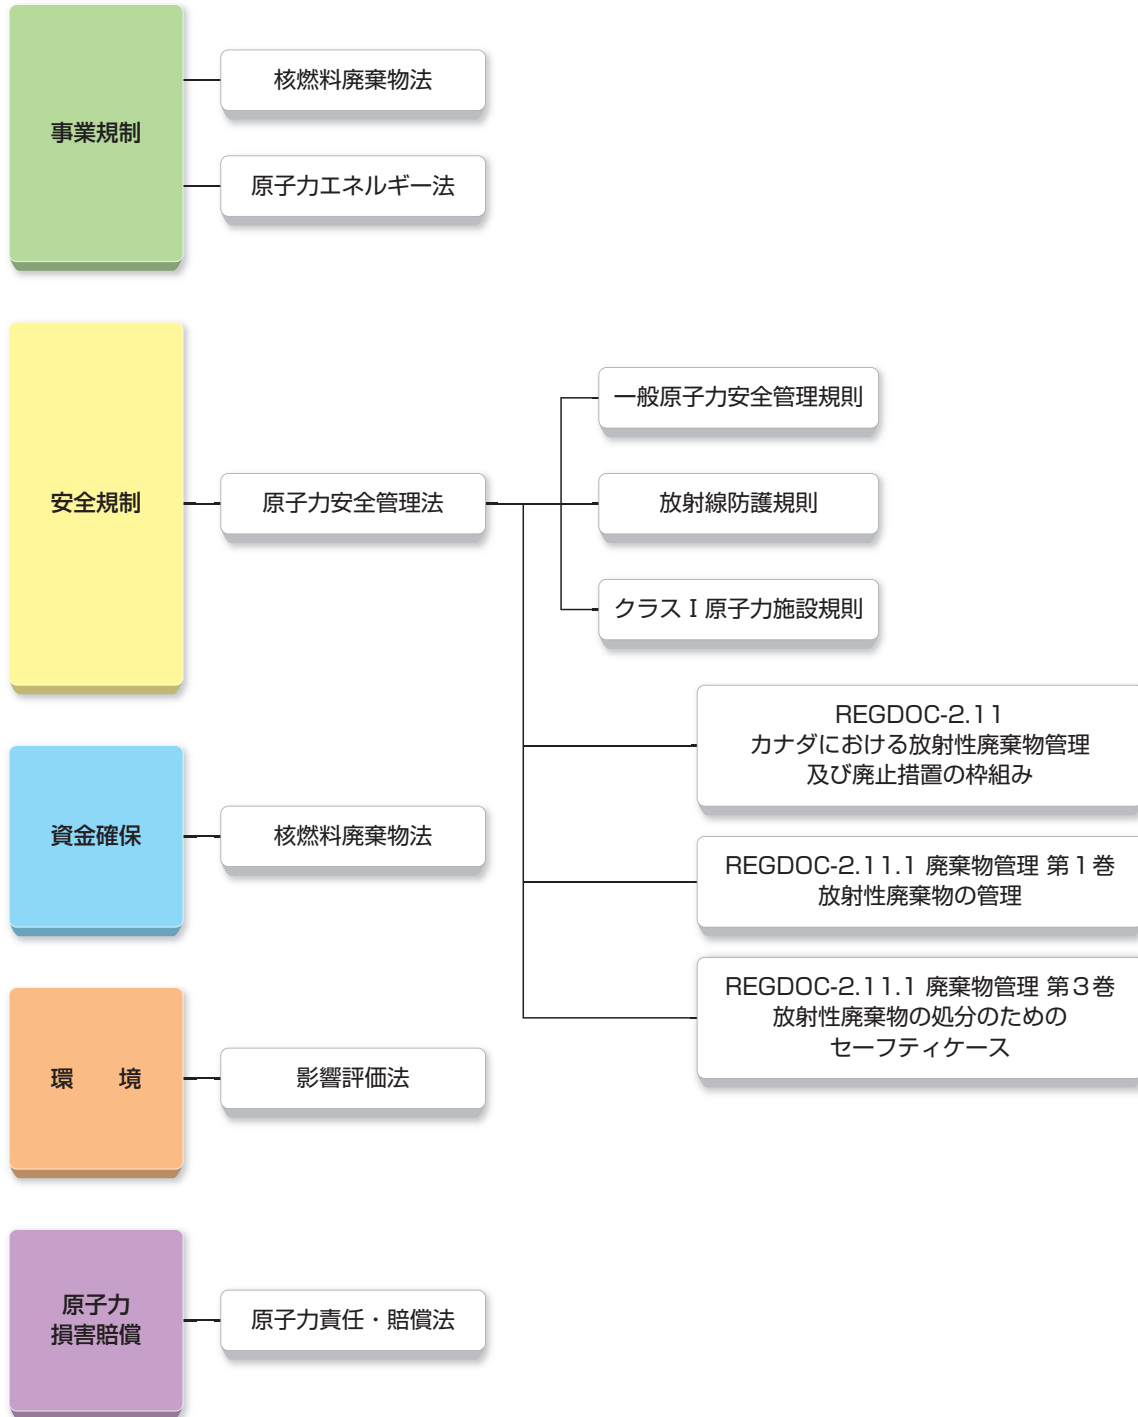 事業規制
核燃料廃棄物法
原子力エネルギー法
安全規制
原子力安全管理法
一般原子力安全管理規則
放射線防護規則
クラス I 原子力施設規則
REGDOC-2.11
カナダにおける放射性廃棄物管理
及び廃止措置の枠組み
REGDOC-2.11.1 廃棄物管理 第1巻
放射性廃棄物の管理
REGDOC-2.11.1 廃棄物管理 第3巻
放射性廃棄物の処分のための
セーフティケース
資金確保
核燃料廃棄物法
環　境
影響評価法
原子力
損害賠償
原子力責任・賠償法